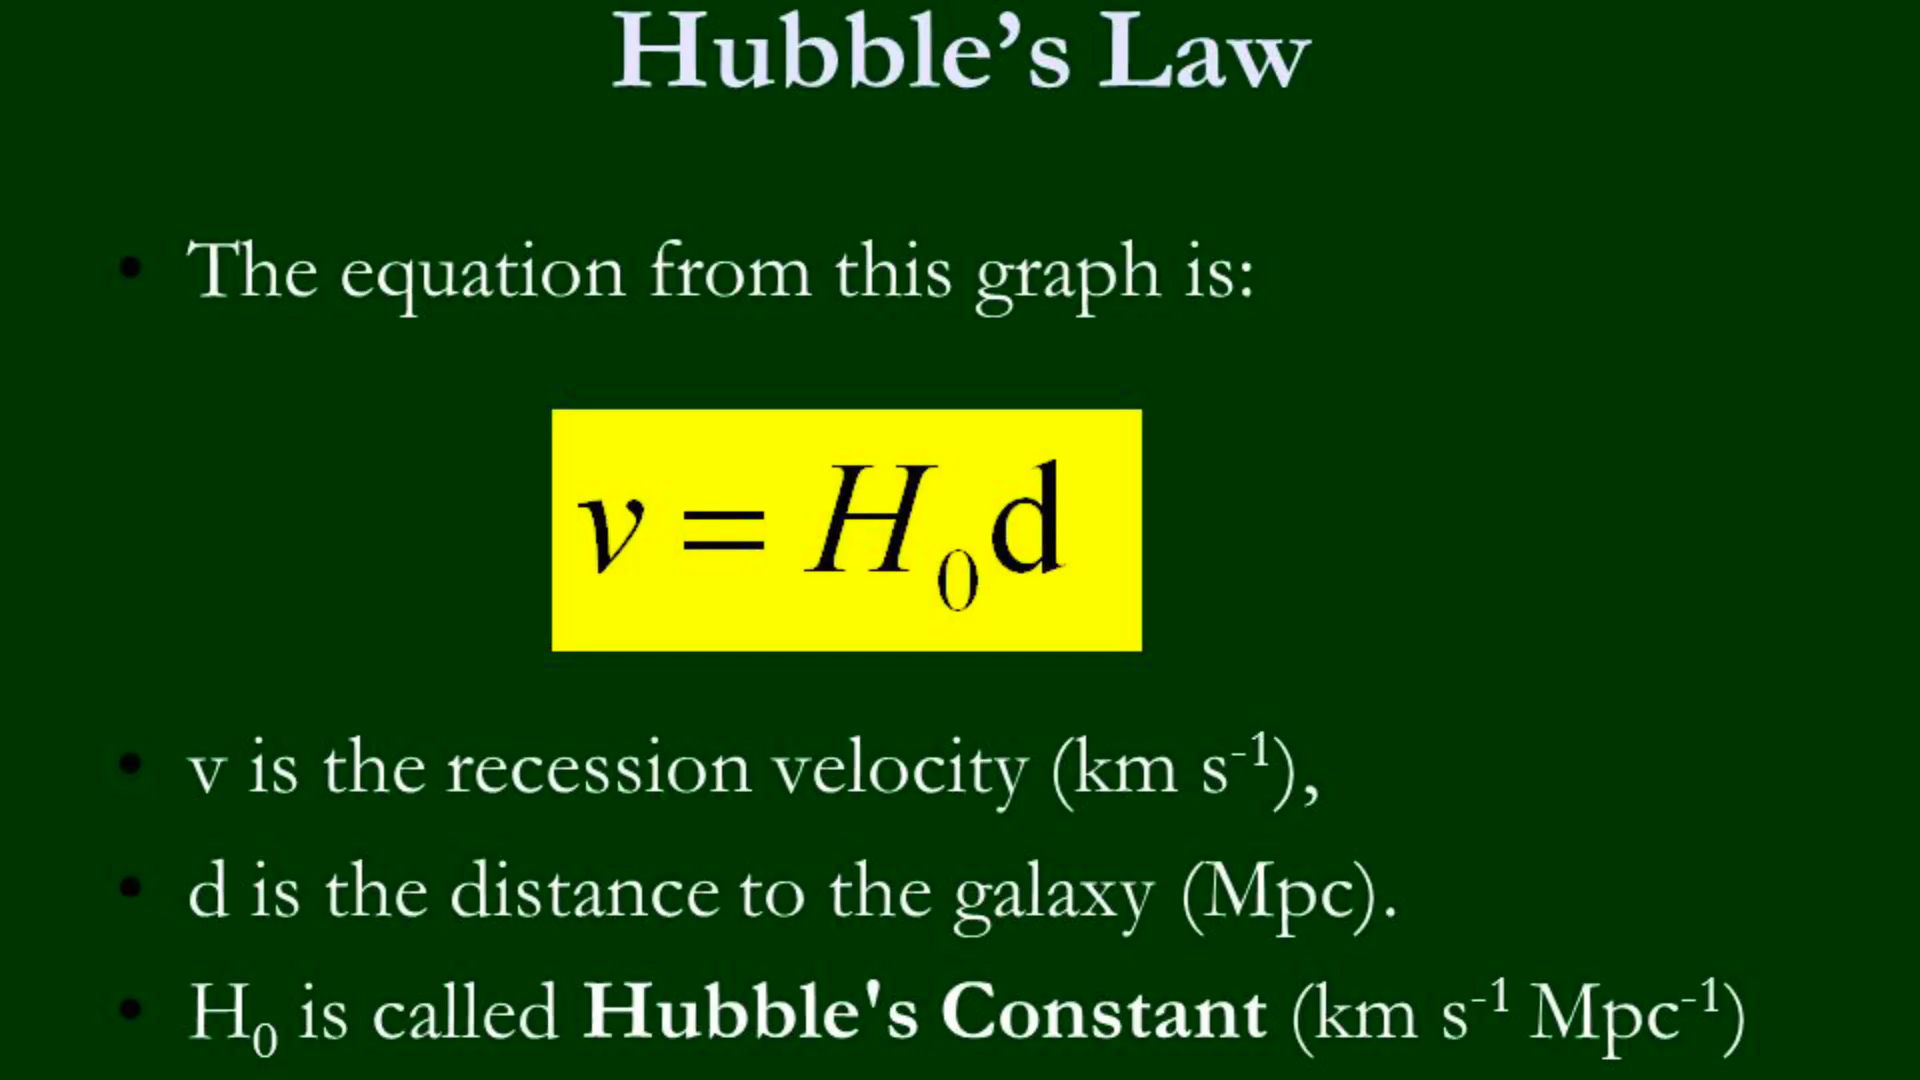 Hubble’s Law
• The equation from this graph is:
v = H₀d
• v is the recession velocity (km s⁻¹),
• d is the distance to the galaxy (Mpc).
• H₀ is called Hubble's Constant (km s⁻¹ Mpc⁻¹)